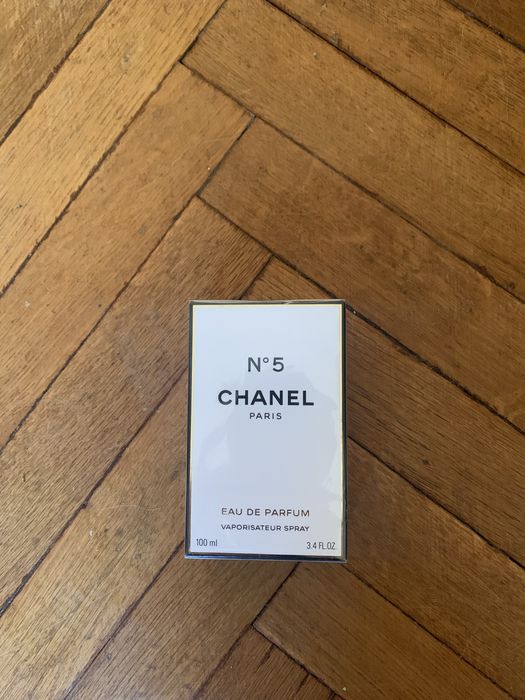 N°5
CHANEL
PARIS
EAU DE PARFUM
VAPORISATEUR SPRAY
100 ml 3.4 FL.OZ.